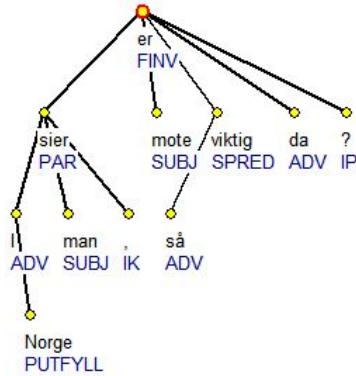 er
FINV
sier mote viktig da ?
PAR SUBJ SPRED ADV IP
I man , så
ADV SUBJ IK ADV
Norge
PUTFYLL